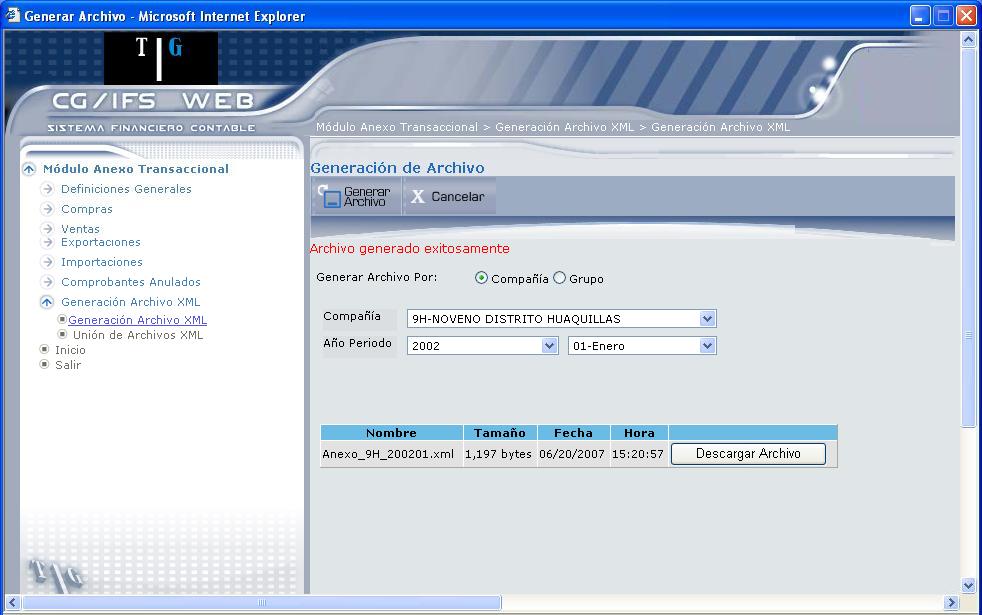 Generar Archivo - Microsoft Internet Explorer
T G
CG/IFS WEB
SISTEMA FINANCIERO CONTABLE
Módulo Anexo Transaccional > Generación Archivo XML > Generación Archivo XML
Módulo Anexo Transaccional
Definiciones Generales
Compras
Ventas
Exportaciones
Importaciones
Comprobantes Anulados
Generación Archivo XML
Generación Archivo XML
Unión de Archivos XML
Inicio
Salir
T G
Generación de Archivo
Generar Archivo
X Cancelar
Archivo generado exitosamente
Generar Archivo Por: Compañía Grupo
Compañía 9H-NOVENO DISTRITO HUAQUILLAS
Año Periodo 2002 01-Enero
Nombre Tamaño Fecha Hora
Anexo_9H_200201.xml 1,197 bytes 06/20/2007 15:20:57 Descargar Archivo